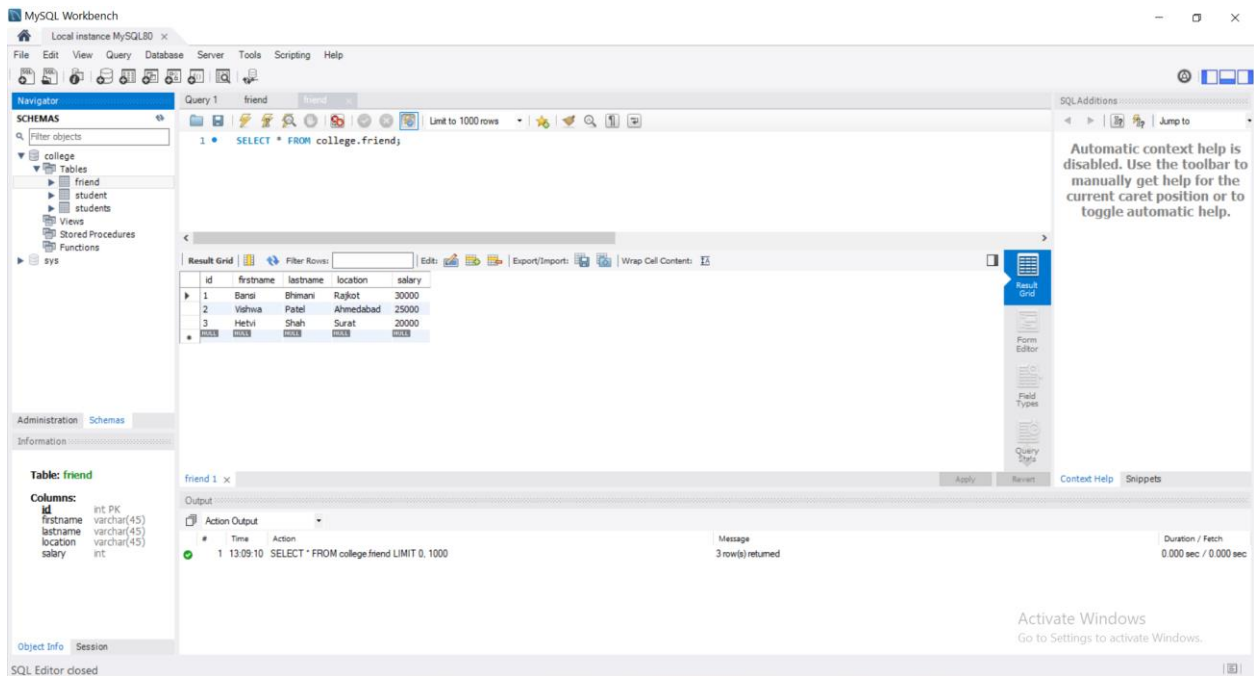 MySQL Workbench
Local instance MySQL80
File Edit View Query Database Server Tools Scripting Help
Navigator
SCHEMAS
Filter objects
college
Tables
friend
student
students
Views
Stored Procedures
Functions
sys
Administration Schemas
Information
Table: friend
Columns:
id int PK
firstname varchar(45)
lastname varchar(45)
location varchar(45)
salary int
Object Info Session
Query 1 friend friend
Limit to 1000 rows
1 SELECT * FROM college.friend;
Result Grid Filter Rows: Edit: Export/Import: Wrap Cell Content:
id firstname lastname location salary
1 Bansi Bhimani Rajkot 30000
2 Vishwa Patel Ahmedabad 25000
3 Hetvi Shah Surat 20000
NULL NULL NULL NULL NULL
Result
Grid
Form
Editor
Field
Types
Query
Stats
friend 1 Apply Revert
Output
Action Output
# Time Action Message Duration / Fetch
1 13:09:10 SELECT * FROM college.friend LIMIT 0, 1000 3 row(s) returned 0.000 sec / 0.000 sec
SQLAdditions
Jump to
Automatic context help is
disabled. Use the toolbar to
manually get help for the
current caret position or to
toggle automatic help.
Context Help Snippets
Activate Windows
Go to Settings to activate Windows.
SQL Editor closed